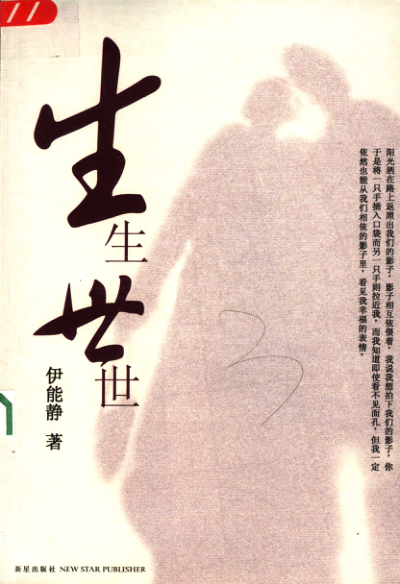 11
生生世世
伊能静 著
阳光洒在路上返照出我们的影子，影子相互依偎着，我说我想拍下我们的影子，你
于是将一只手插入口袋而另一只手则拉近我，而我知道即使看不见面孔，但我一定
依然也能从我们相依的影子里，看见我幸福的表情。
新星出版社 NEW STAR PUBLISHER